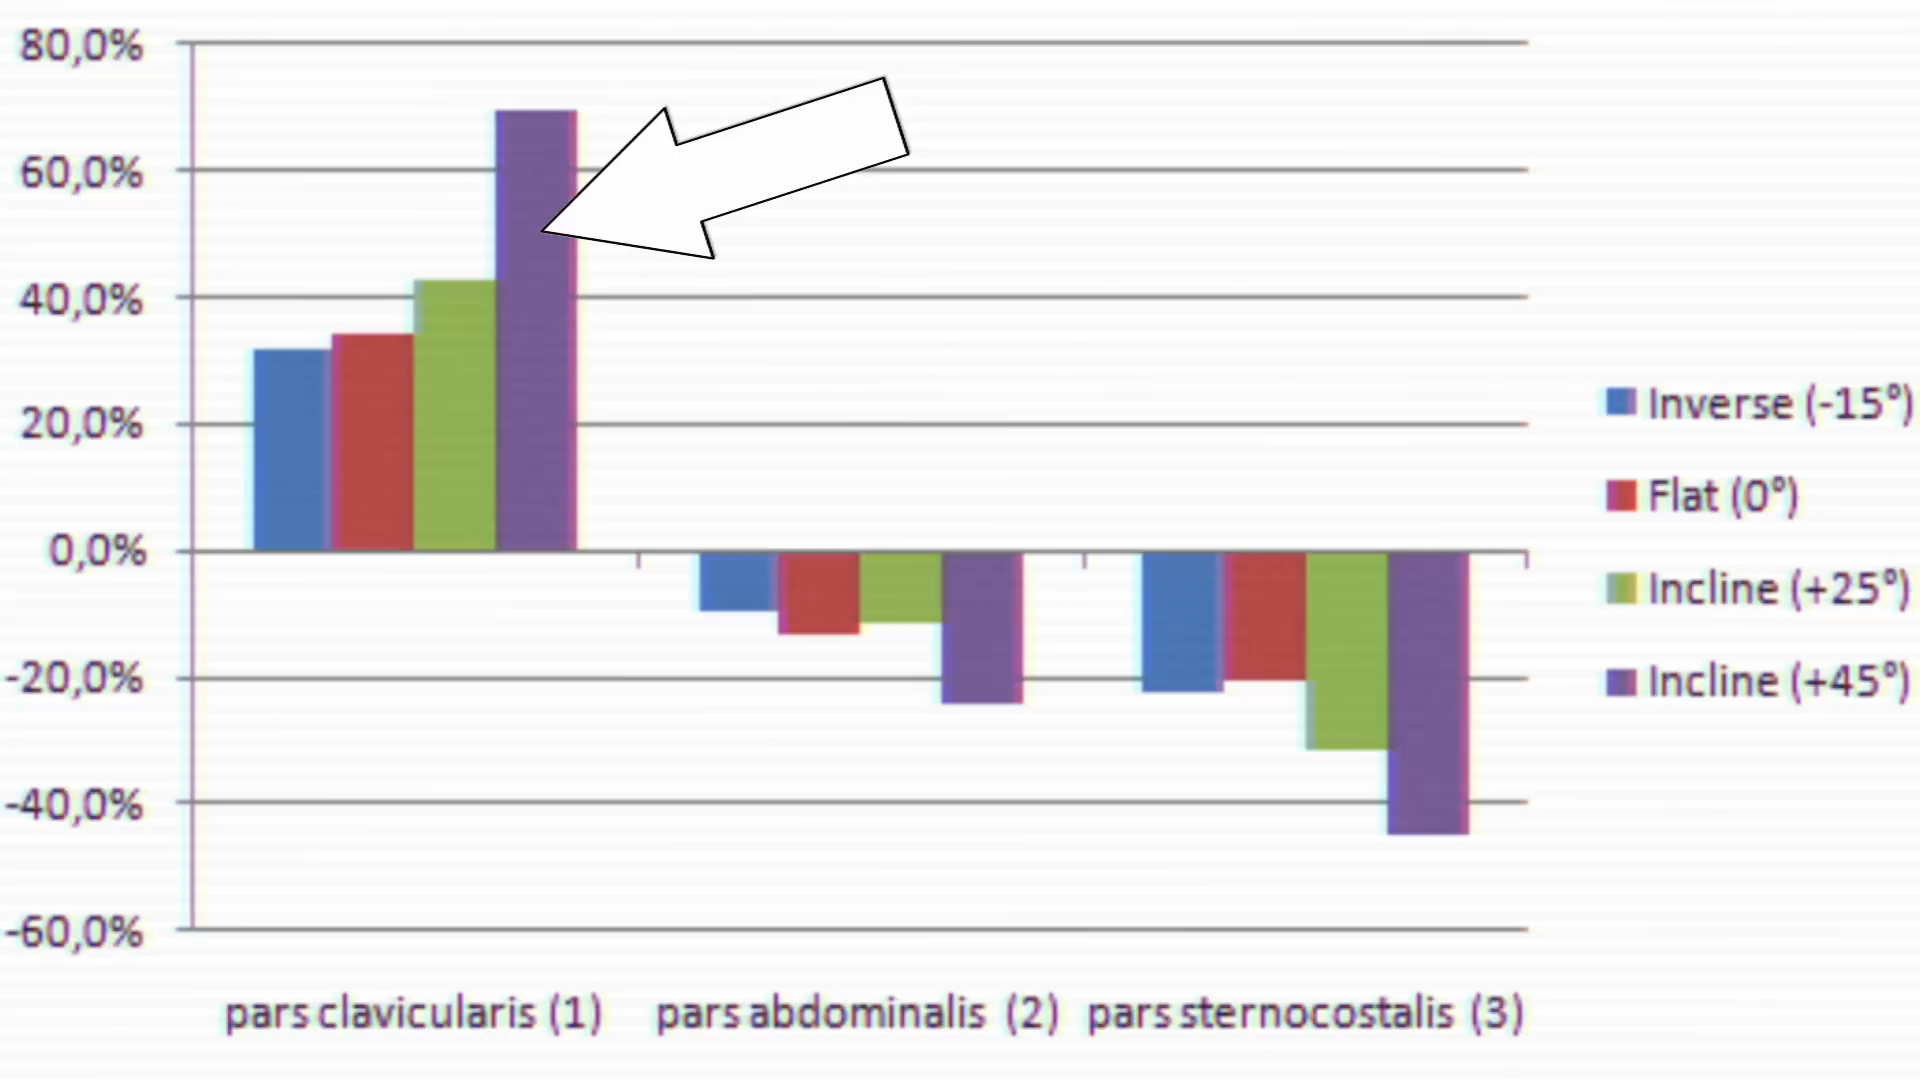 80,0%
60,0%
40,0%
20,0%
0,0%
-20,0%
-40,0%
-60,0%
pars clavicularis (1)
pars abdominalis (2)
pars sternocostalis (3)
Inverse (-15°)
Flat (0°)
Incline (+25°)
Incline (+45°)